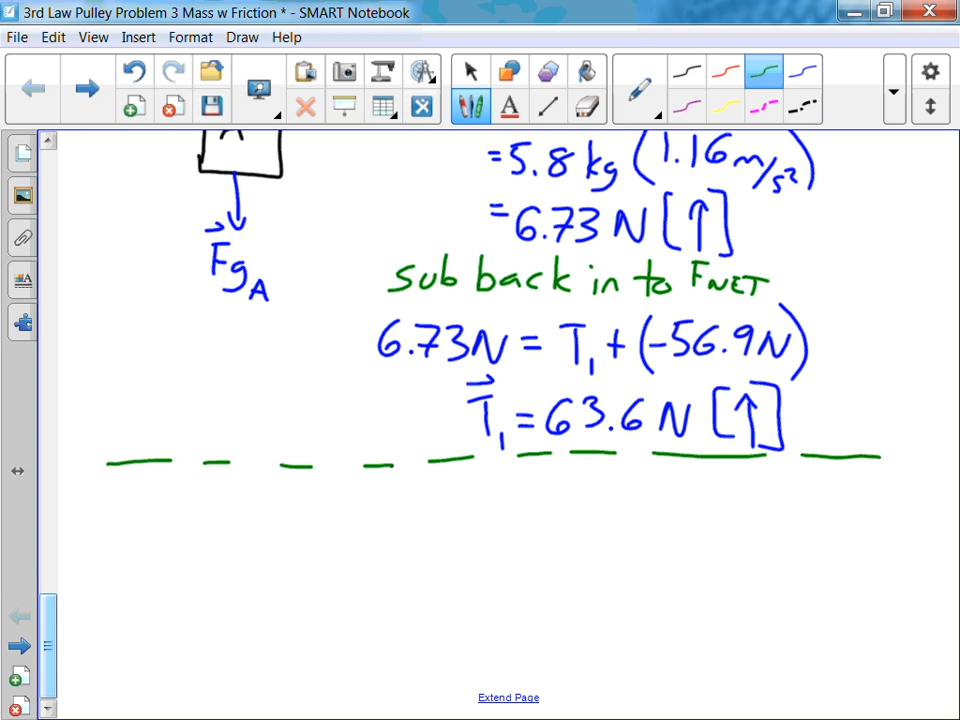 3rd Law Pulley Problem 3 Mass w Friction * - SMART Notebook
File Edit View Insert Format Draw Help
A
= 5.8 kg (1.16 m/s²)
= 6.73 N [↑]
F⃗gA
sub back in to FNET
6.73N = T₁ + (-56.9N)
T⃗₁ = 63.6 N [↑]
Extend Page